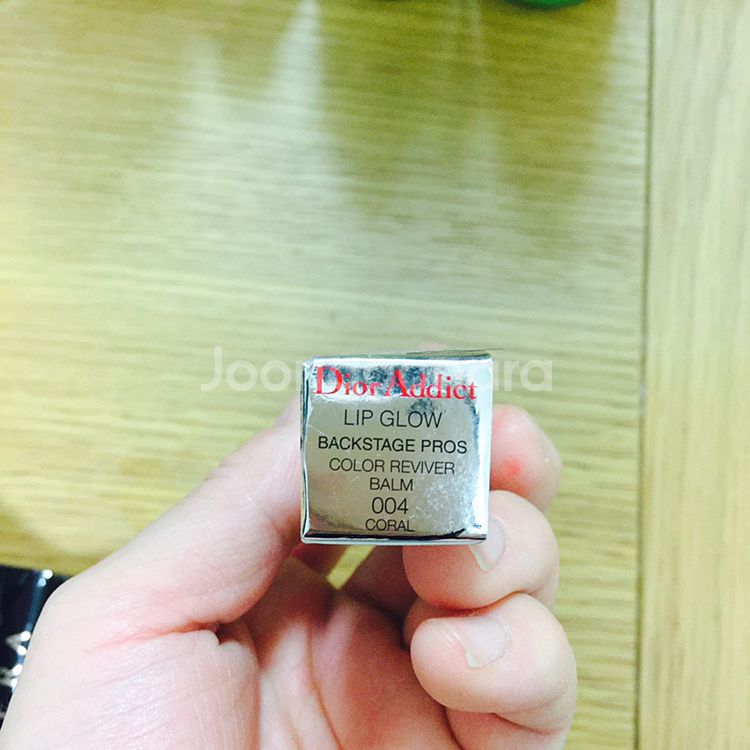 Dior Addict
LIP GLOW
BACKSTAGE PROS
COLOR REVIVER
BALM
004
CORAL